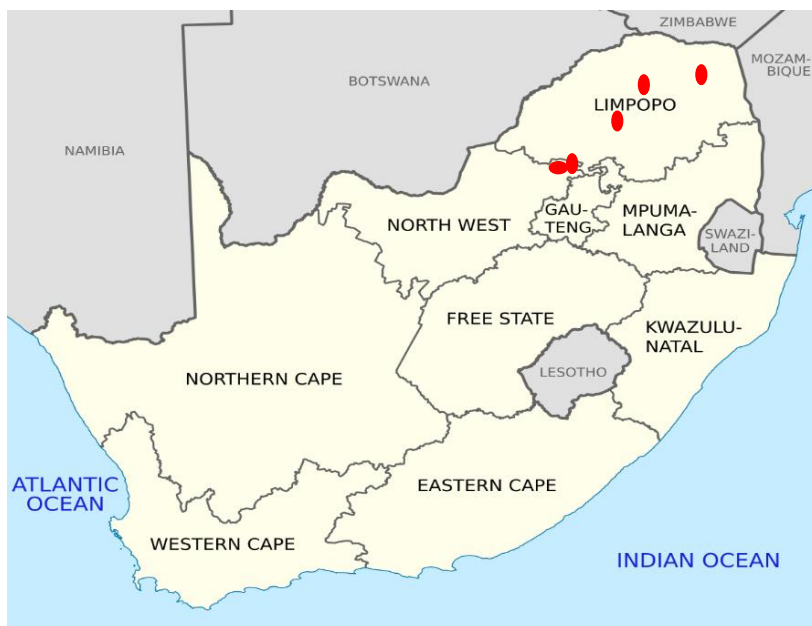 ZIMBABWE
MOZAM-
BIQUE
BOTSWANA
LIMPOPO
NAMIBIA
NORTH WEST
GAU-
TENG
MPUMA-
LANGA
SWAZI-
LAND
FREE STATE
KWAZULU-
NATAL
LESOTHO
NORTHERN CAPE
ATLANTIC
OCEAN
EASTERN CAPE
WESTERN CAPE
INDIAN OCEAN